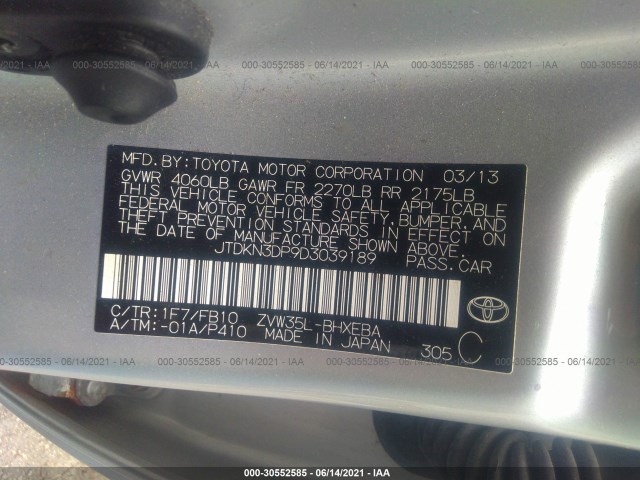 000-30552585 - 06/14/2021 - IAA
000-30552585 - 06/14/2021 - IAA
000-30552585 - 06/14/2021 - IAA
MFD. BY: TOYOTA MOTOR CORPORATION 03/13
GVWR 4060LB GAWR FR 2270LB RR 2175LB
THIS VEHICLE CONFORMS TO ALL APPLICABLE
FEDERAL MOTOR VEHICLE SAFETY, BUMPER, AND
THEFT PREVENTION STANDARDS IN EFFECT ON
THE DATE OF MANUFACTURE SHOWN ABOVE.
JTDKN3DP9D3039189 PASS. CAR
C/TR: 1F7/FB10 ZVW35L-BHXEBA
A/TM: -01A/P410 MADE IN JAPAN 305 C
000-30552585 - 06/14/2021 - IAA
000-30552585 - 06/14/2021 - IAA
000-30552585 - 06/14/2021 - IAA
000-30552585 - 06/14/2021 - IAA